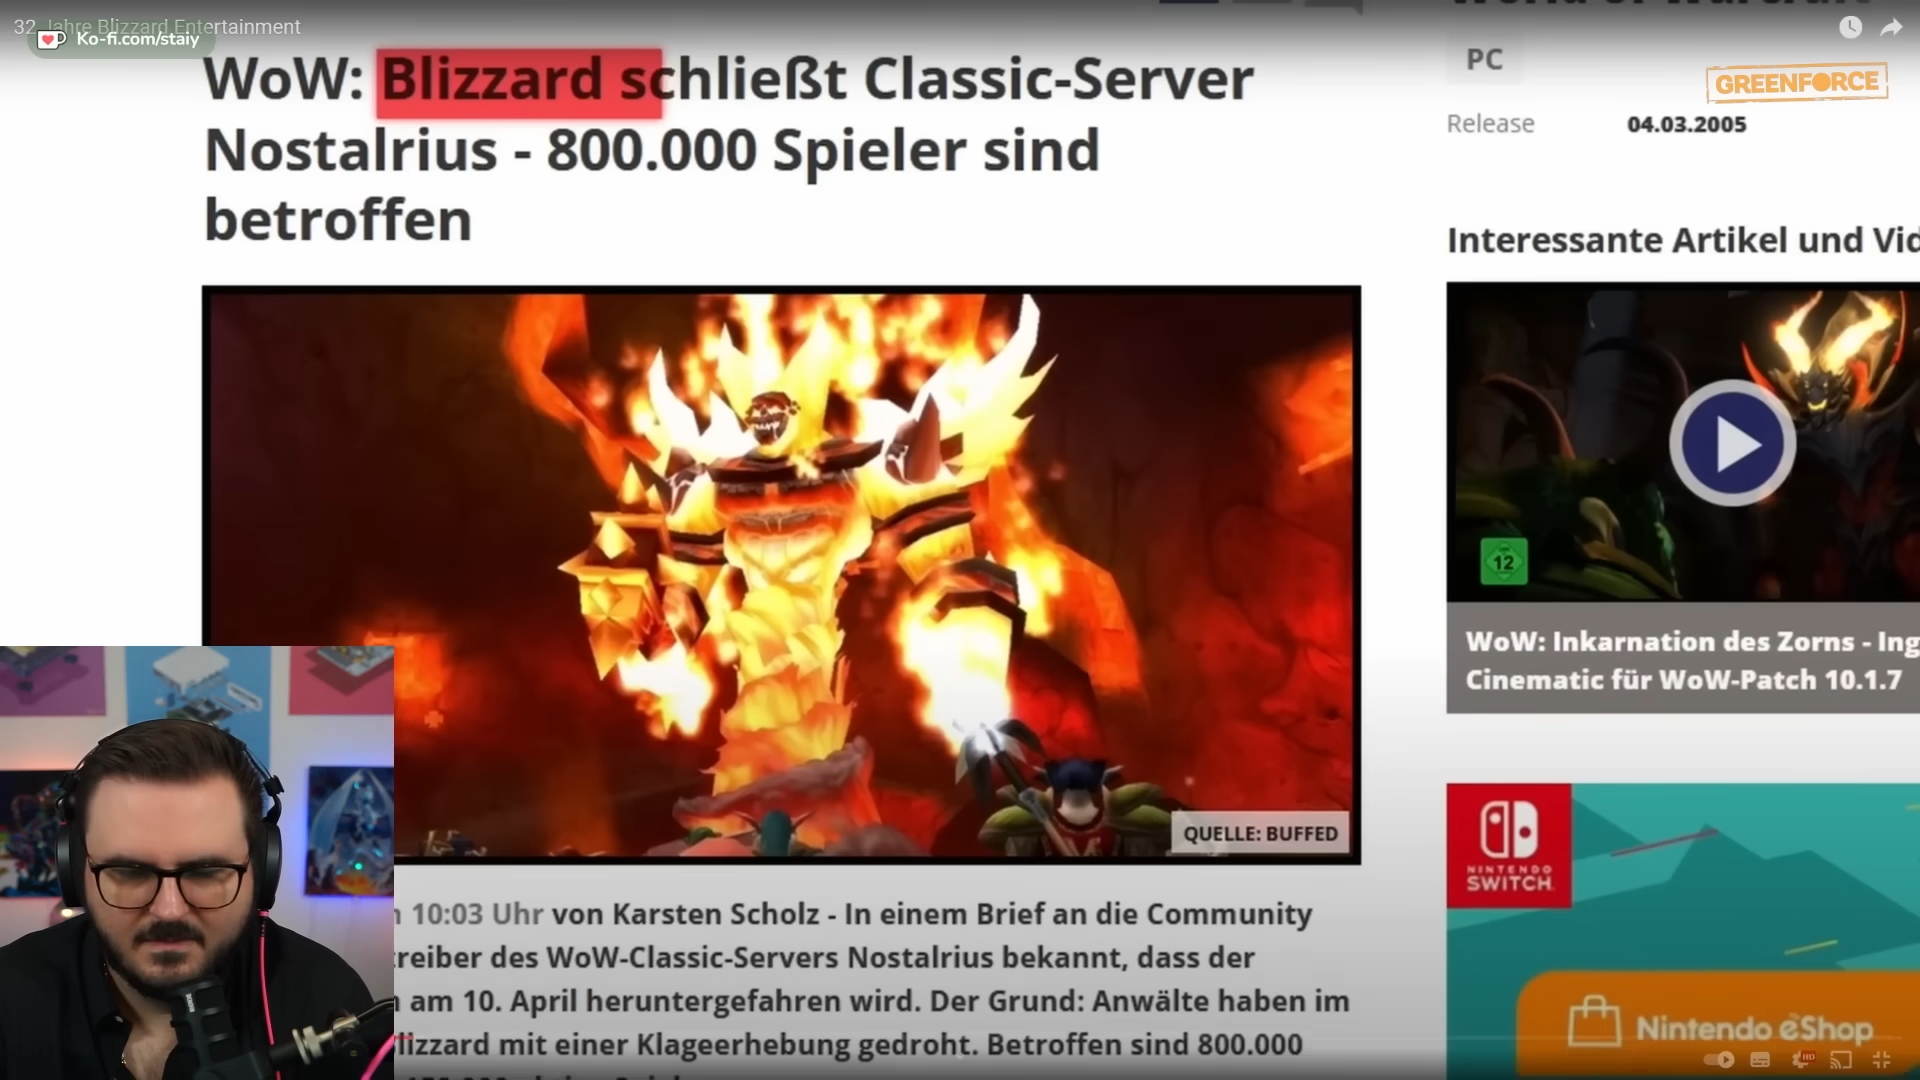 32 Jahre Blizzard Entertainment
Ko-fi.com/staiy
WoW: Blizzard schließt Classic-Server
Nostalrius - 800.000 Spieler sind
betroffen
PC
GREENFORCE
Release 04.03.2005
Interessante Artikel und Vid
12
WoW: Inkarnation des Zorns - Ing
Cinematic für WoW-Patch 10.1.7
QUELLE: BUFFED
NINTENDO
SWITCH
10:03 Uhr von Karsten Scholz - In einem Brief an die Community
treiber des WoW-Classic-Servers Nostalrius bekannt, dass der
am 10. April heruntergefahren wird. Der Grund: Anwälte haben im
lizzard mit einer Klageerhebung gedroht. Betroffen sind 800.000
Nintendo eShop
HD